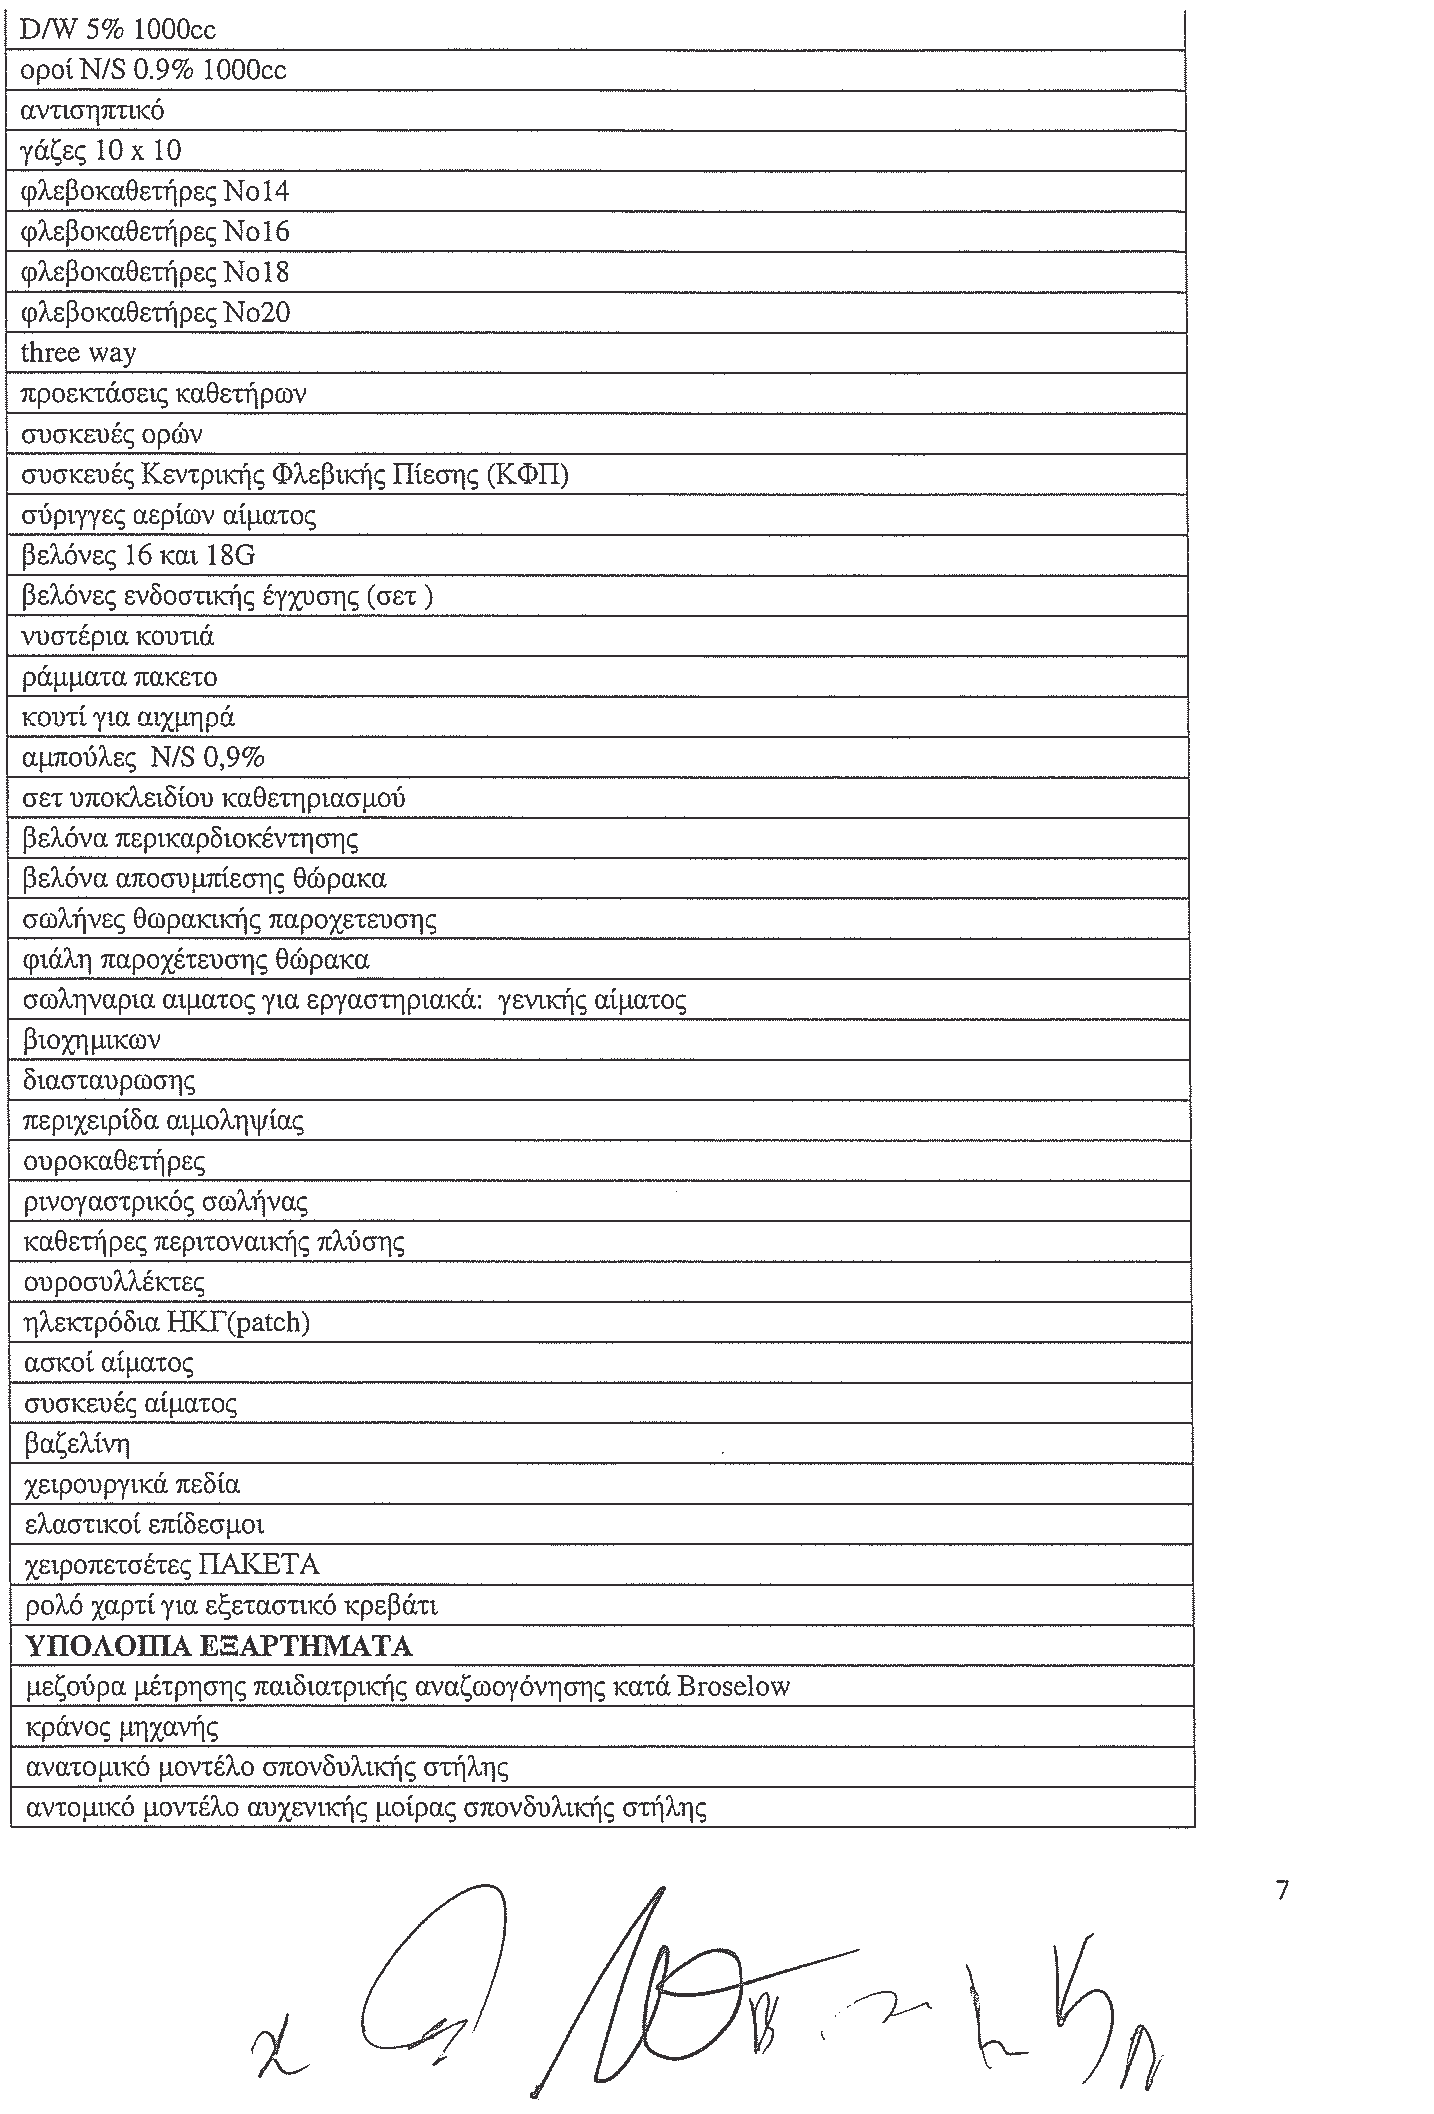 D/W 5% 1000cc
οροί N/S 0.9% 1000cc
αντισηπτικό
γάζες 10 x 10
φλεβοκαθετήρες Νο14
φλεβοκαθετήρες Νο16
φλεβοκαθετήρες Νο18
φλεβοκαθετήρες Νο20
three way
προεκτάσεις καθετήρων
συσκευές ορών
συσκευές Κεντρικής Φλεβικής Πίεσης (ΚΦΠ)
σύριγγες αερίων αίματος
βελόνες 16 και 18G
βελόνες ενδοστικής έγχυσης (σετ )
νυστέρια κουτιά
ράμματα πακετο
κουτί για αιχμηρά
αμπούλες  N/S 0,9%
σετ υποκλειδίου καθετηριασμού
βελόνα περικαρδιοκέντησης
βελόνα αποσυμπίεσης θώρακα
σωλήνες θωρακικής παροχετευσης
φιάλη παροχέτευσης θώρακα
σωληναρια αιματος για εργαστηριακά:  γενικής αίματος
βιοχημικων
διασταυρωσης
περιχειρίδα αιμοληψίας
ουροκαθετήρες
ρινογαστρικός σωλήνας
καθετήρες περιτοναικής πλύσης
ουροσυλλέκτες
ηλεκτρόδια ΗΚΓ(patch)
ασκοί αίματος
συσκευές αίματος
βαζελίνη
χειρουργικά πεδία
ελαστικοί επίδεσμοι
χειροπετσέτες ΠΑΚΕΤΑ
ρολό χαρτί για εξεταστικό κρεβάτι
ΥΠΟΛΟΙΠΑ ΕΞΑΡΤΗΜΑΤΑ
μεζούρα μέτρησης παιδιατρικής αναζωογόνησης κατά Broselow
κράνος μηχανής
ανατομικό μοντέλο σπονδυλικής στήλης
αντομικό μοντέλο αυχενικής μοίρας σπονδυλικής στήλης
7